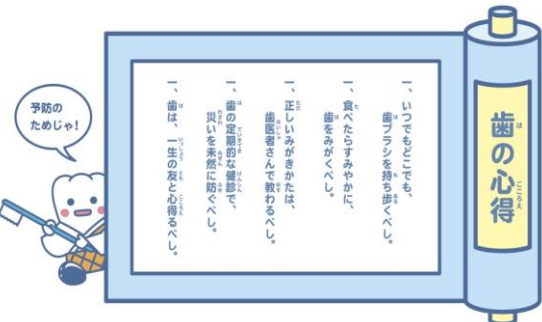 歯の心得
一、いつでもどこでも、
歯ブラシを持ち歩くべし。
一、食べたらすみやかに、
歯をみがくべし。
一、正しいみがきかたは、
歯医者さんで教わるべし。
一、歯の定期的な健診で、
災いを未然に防ぐべし。
一、歯は、一生の友と心得るべし。
予防の
ためじゃ!